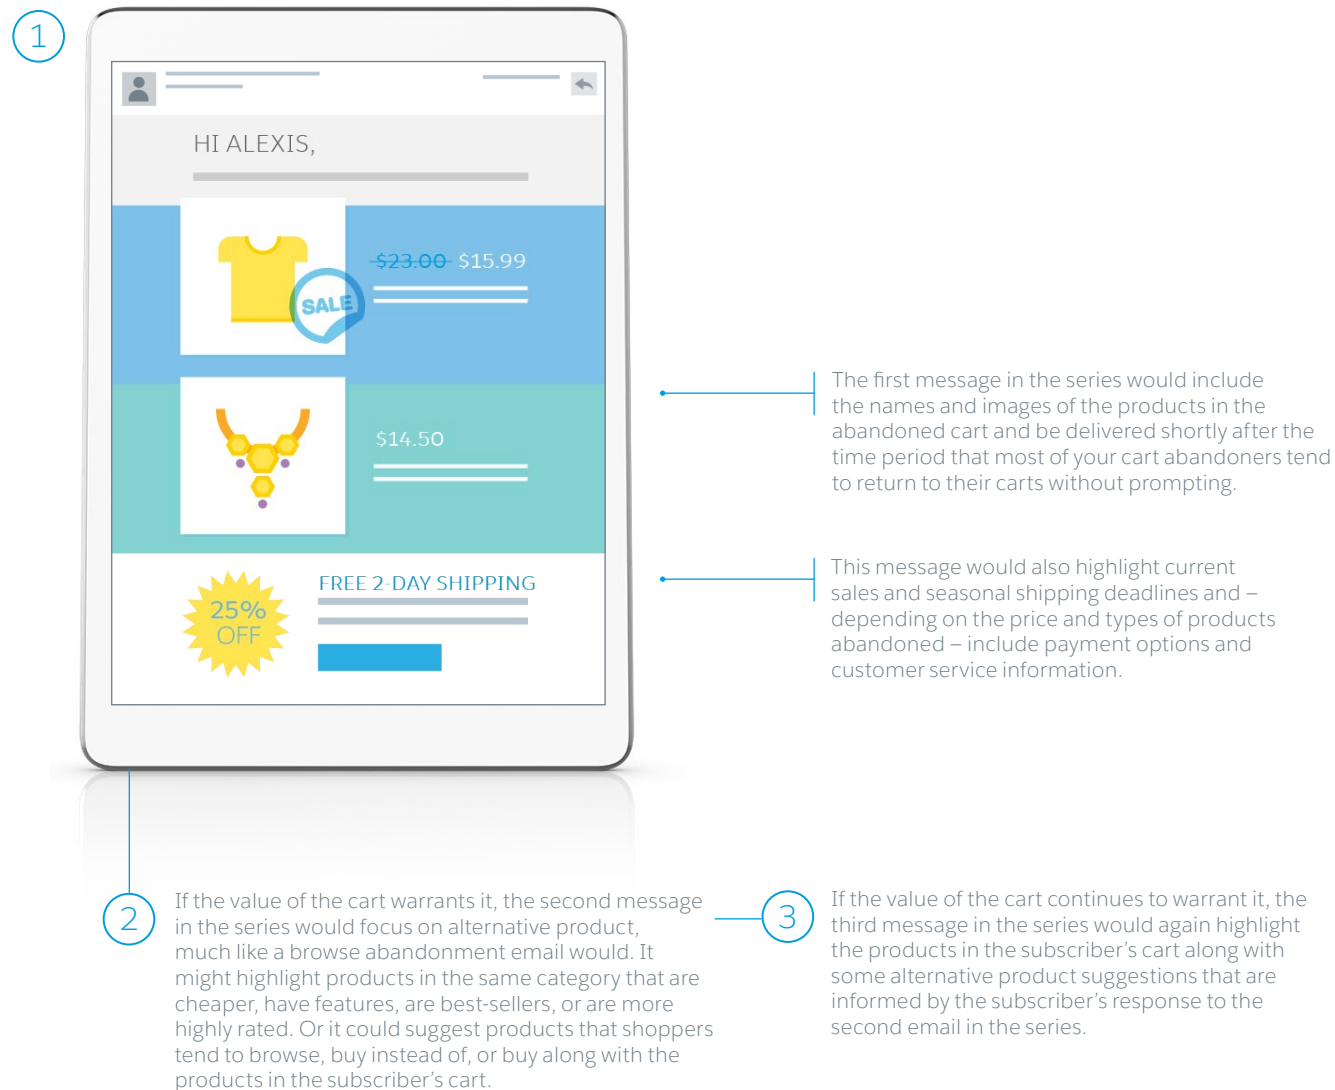 1
HI ALEXIS,
$23.00 $15.99
SALE
$14.50
25%
OFF
FREE 2-DAY SHIPPING
The first message in the series would include
the names and images of the products in the
abandoned cart and be delivered shortly after the
time period that most of your cart abandoners tend
to return to their carts without prompting.
This message would also highlight current
sales and seasonal shipping deadlines and –
depending on the price and types of products
abandoned – include payment options and
customer service information.
2
If the value of the cart warrants it, the second message
in the series would focus on alternative product,
much like a browse abandonment email would. It
might highlight products in the same category that are
cheaper, have features, are best-sellers, or are more
highly rated. Or it could suggest products that shoppers
tend to browse, buy instead of, or buy along with the
products in the subscriber’s cart.
3
If the value of the cart continues to warrant it, the
third message in the series would again highlight
the products in the subscriber’s cart along with
some alternative product suggestions that are
informed by the subscriber’s response to the
second email in the series.